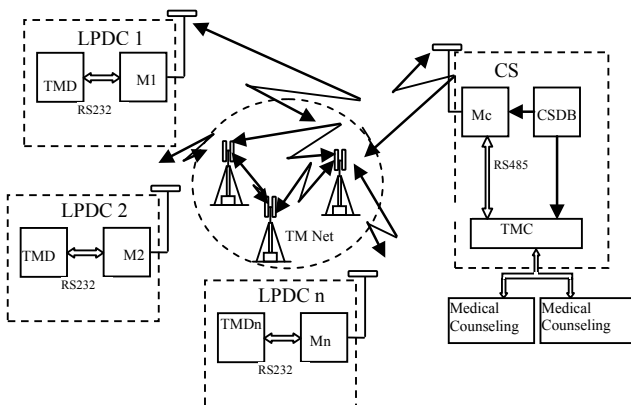 LPDC 1
TMD
M1
RS232
CS
Mc
CSDB
RS485
TMC
LPDC 2
TMD
M2
RS232
TM Net
LPDC n
TMDn
Mn
RS232
Medical
Counseling
Medical
Counseling